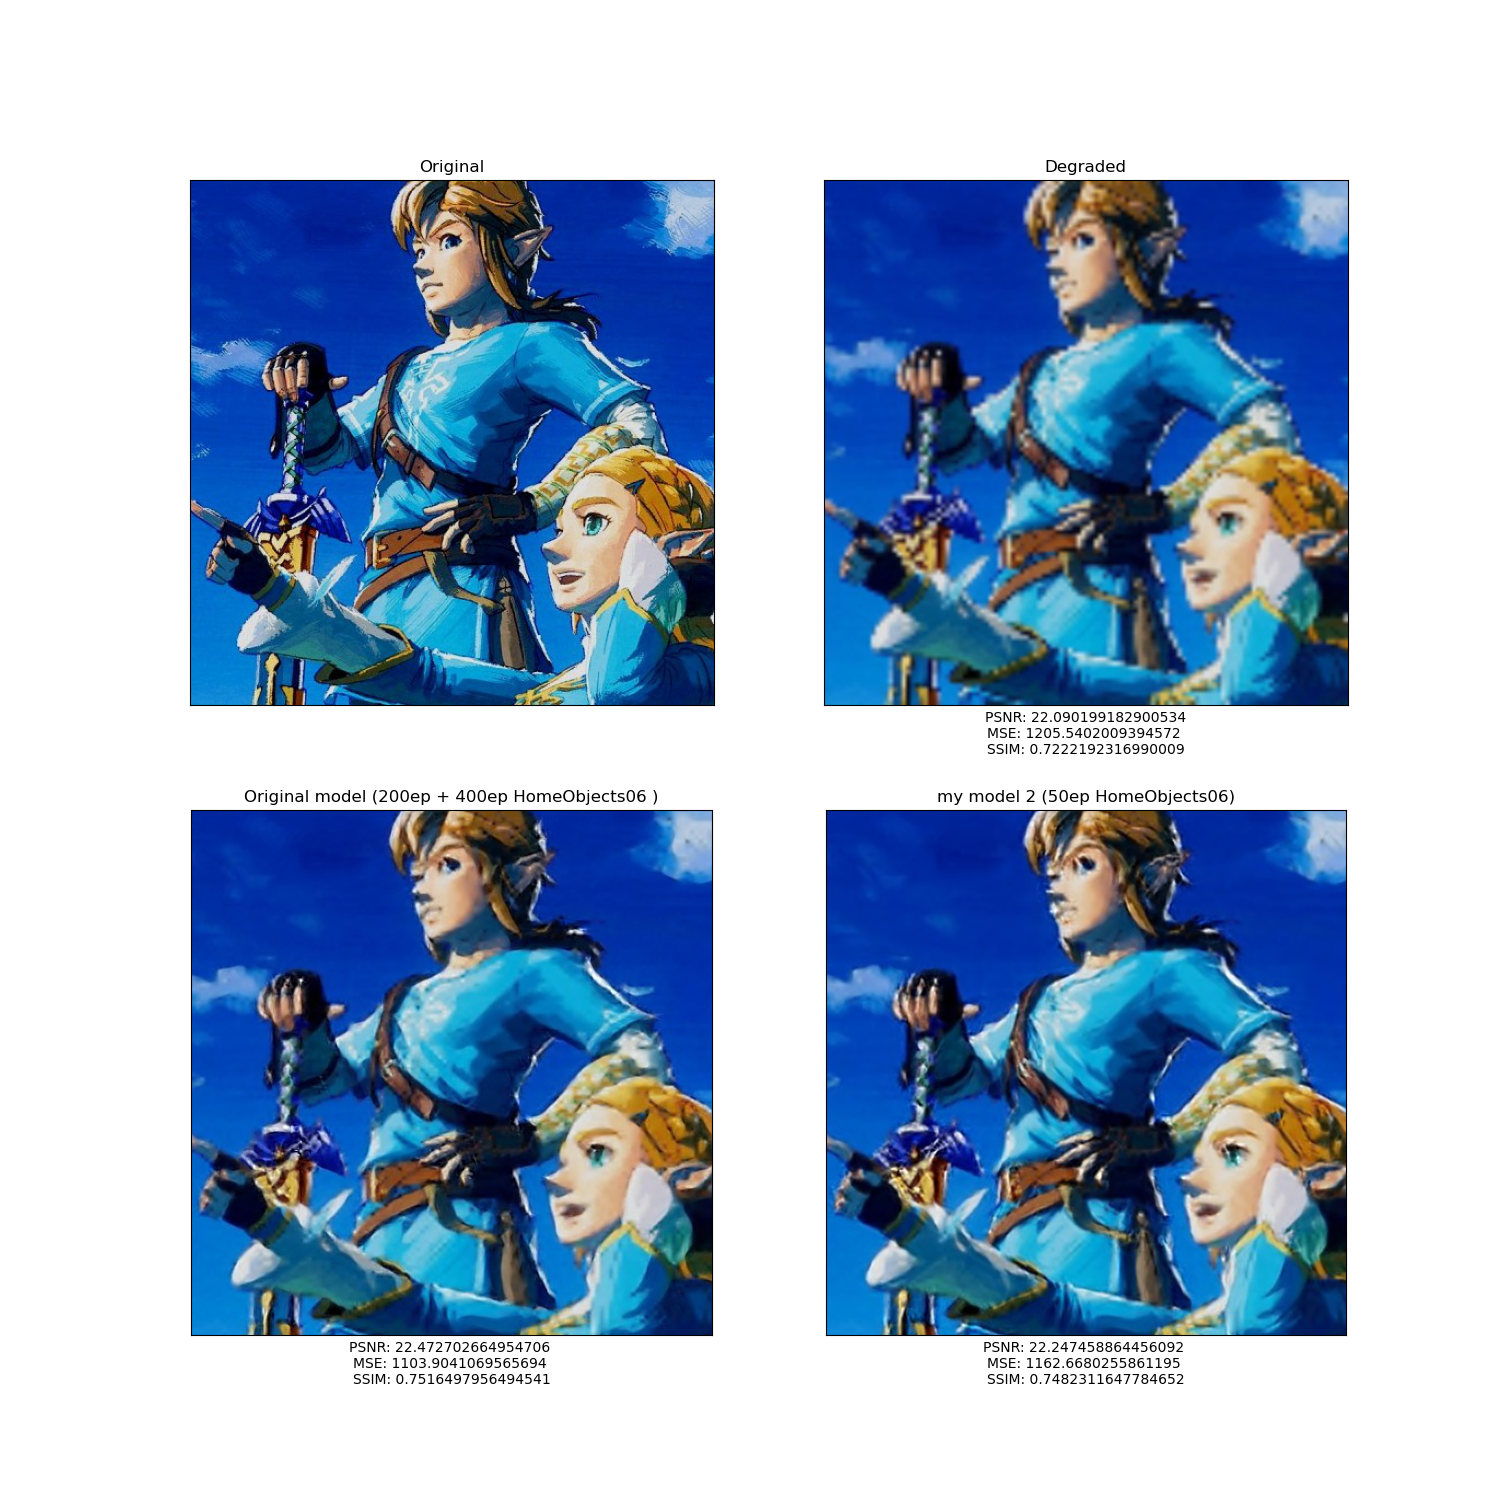 Original
Degraded
PSNR: 22.090199182900534
MSE: 1205.5402009394572
SSIM: 0.7222192316990009
Original model (200ep + 400ep HomeObjects06 )
my model 2 (50ep HomeObjects06)
PSNR: 22.472702664954706
MSE: 1103.9041069565694
SSIM: 0.7516497956494541
PSNR: 22.247458864456092
MSE: 1162.6680255861195
SSIM: 0.7482311647784652